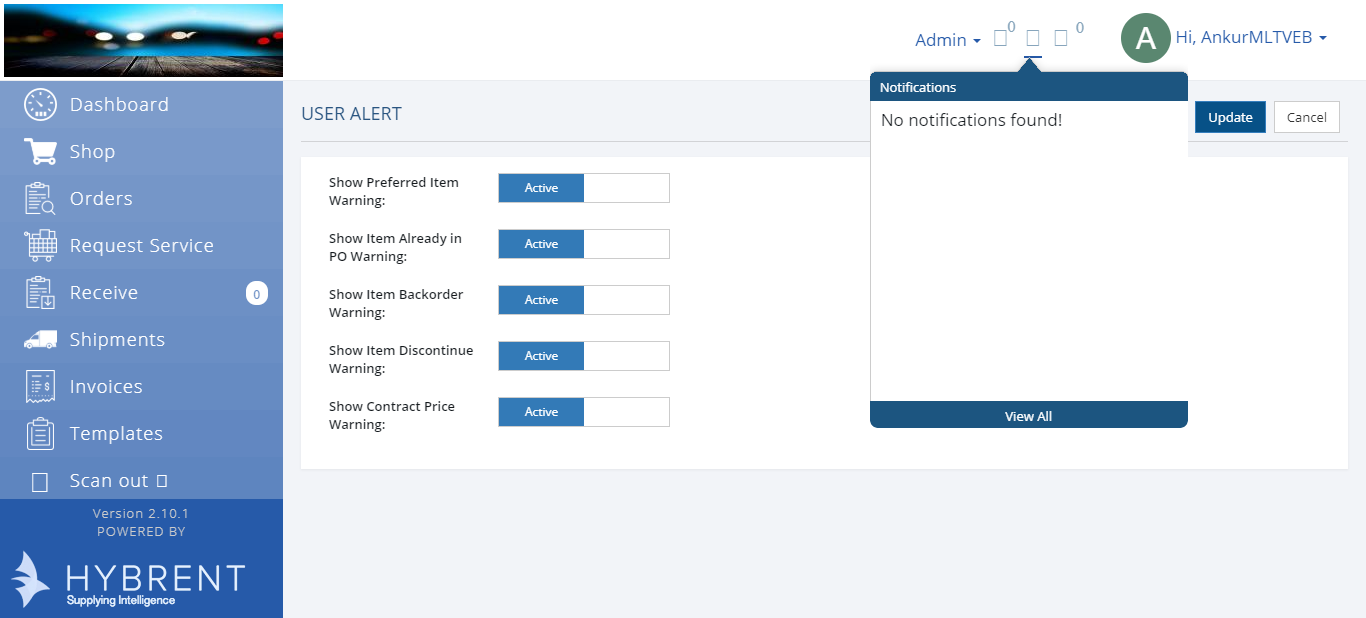 Admin
0
0
A
Hi, AnkurMLTVEB
Dashboard
Shop
Orders
Request Service
Receive
0
Shipments
Invoices
Templates
Scan out
Version 2.10.1
POWERED BY
HYBRENT
Supplying Intelligence
USER ALERT
Update
Cancel
Show Preferred Item
Warning:
Active
Show Item Already in
PO Warning:
Active
Show Item Backorder
Warning:
Active
Show Item Discontinue
Warning:
Active
Show Contract Price
Warning:
Active
Notifications
No notifications found!
View All